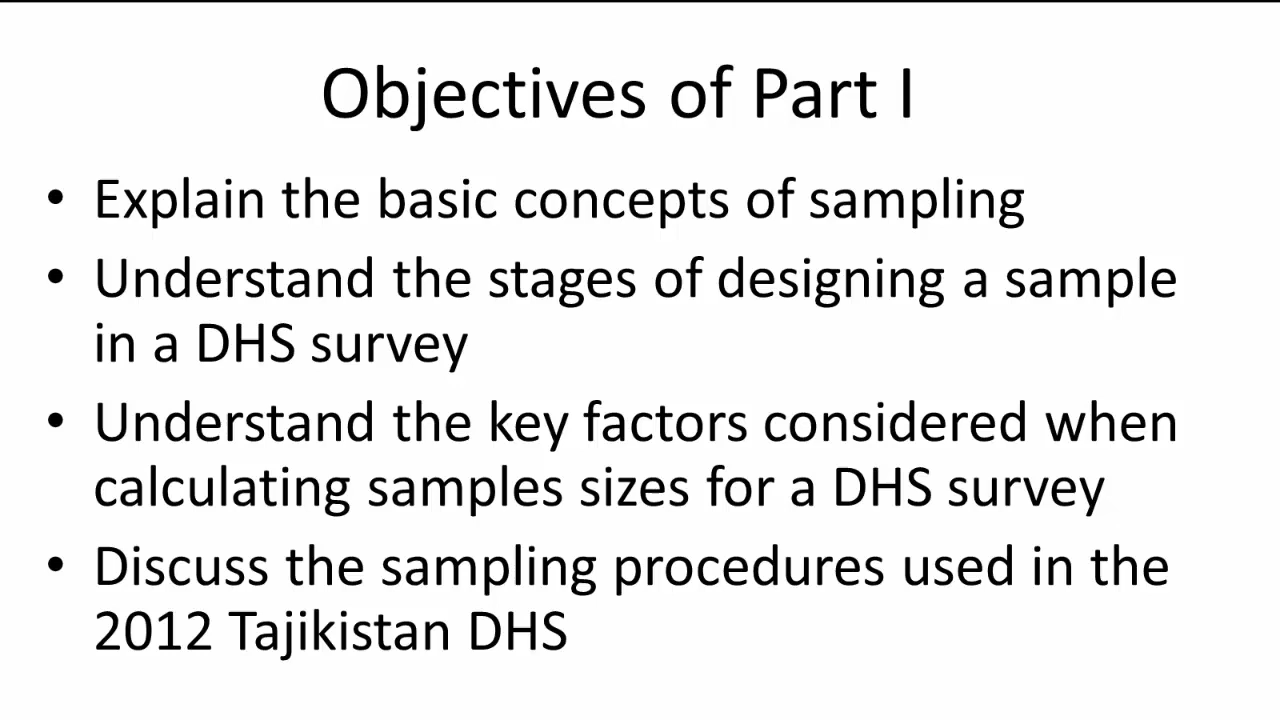 Objectives of Part I
• Explain the basic concepts of sampling
• Understand the stages of designing a sample
in a DHS survey
• Understand the key factors considered when
calculating samples sizes for a DHS survey
• Discuss the sampling procedures used in the
2012 Tajikistan DHS